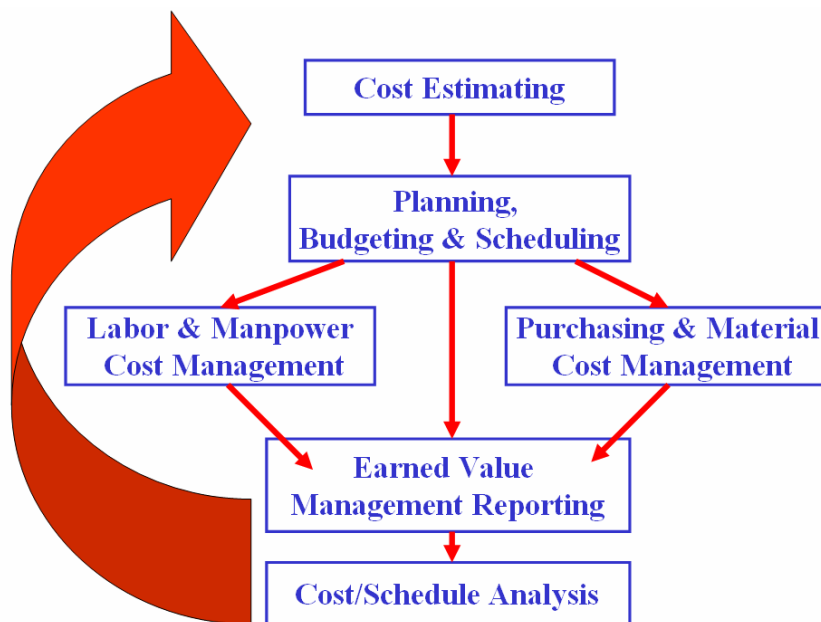 Cost Estimating
Planning,
Budgeting & Scheduling
Labor & Manpower
Cost Management
Purchasing & Material
Cost Management
Earned Value
Management Reporting
Cost/Schedule Analysis